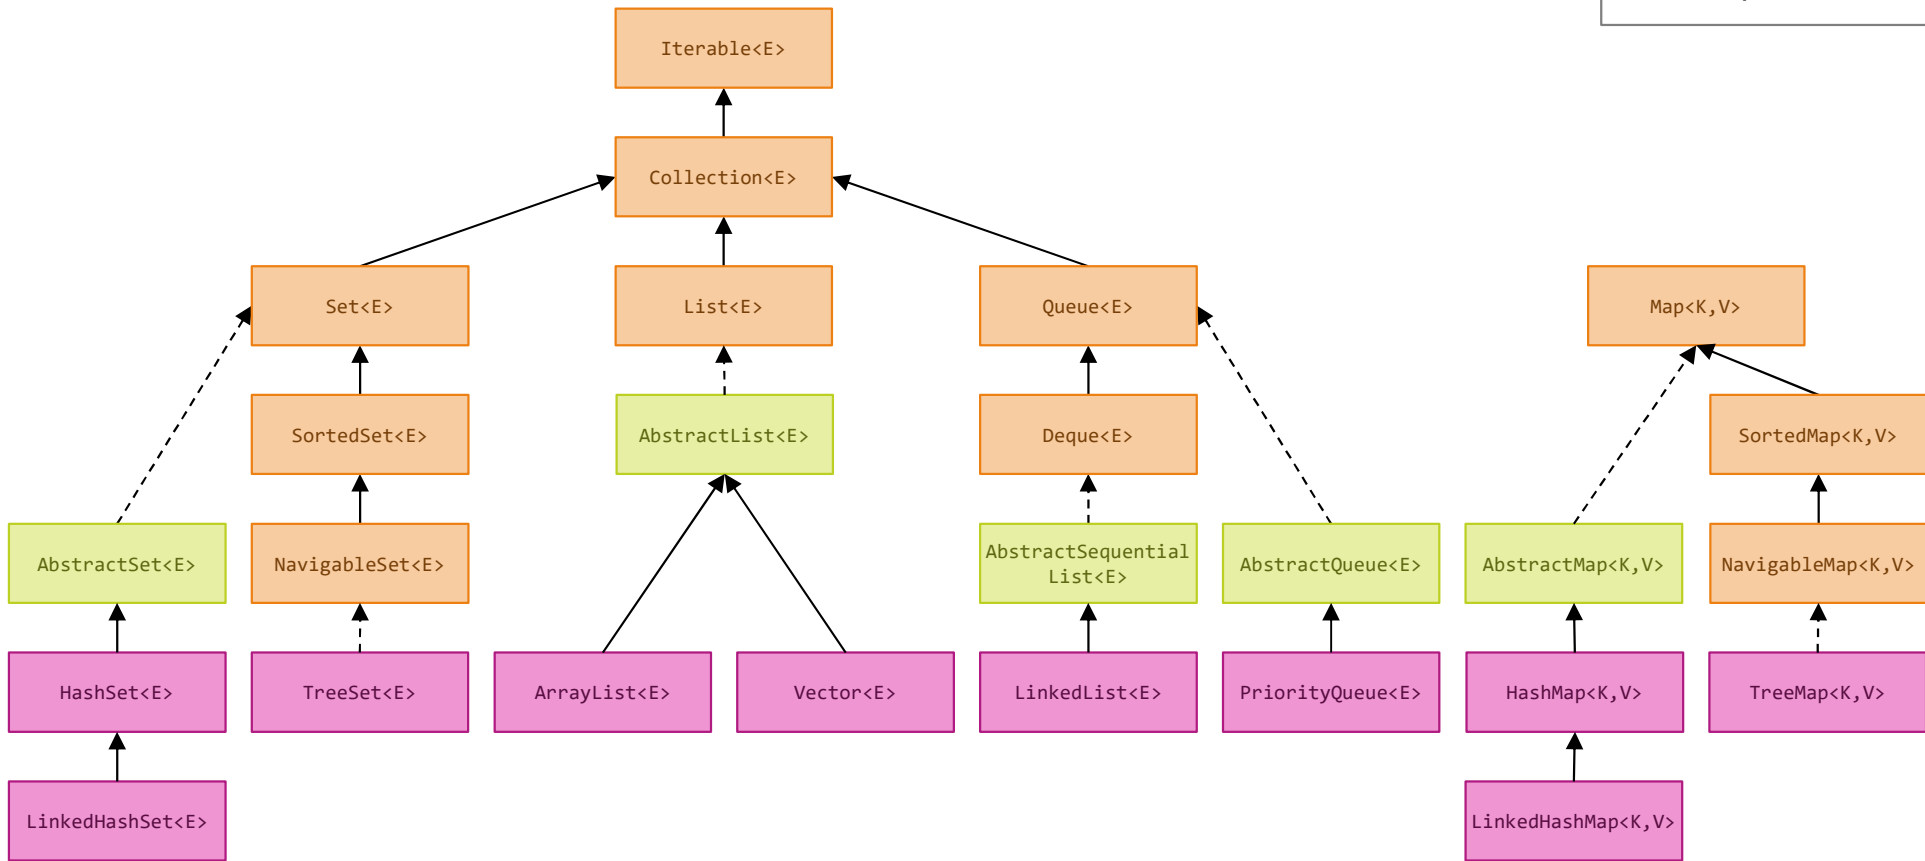 Iterable<E>
Collection<E>
Set<E>
List<E>
Queue<E>
Map<K,V>
SortedSet<E>
AbstractList<E>
Deque<E>
SortedMap<K,V>
AbstractSet<E>
NavigableSet<E>
AbstractSequential
List<E>
AbstractQueue<E>
AbstractMap<K,V>
NavigableMap<K,V>
HashSet<E>
TreeSet<E>
ArrayList<E>
Vector<E>
LinkedList<E>
PriorityQueue<E>
HashMap<K,V>
TreeMap<K,V>
LinkedHashSet<E>
LinkedHashMap<K,V>